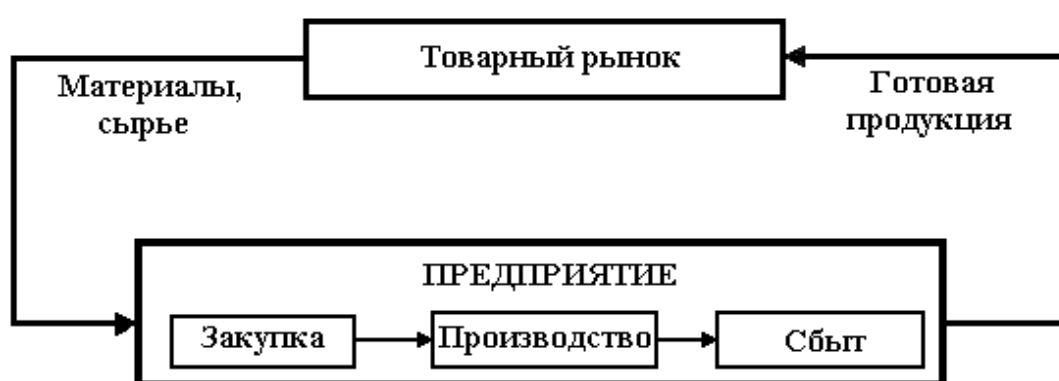 Товарный рынок
Материалы,
сырье
Готовая
продукция
ПРЕДПРИЯТИЕ
Закупка
Производство
Сбыт